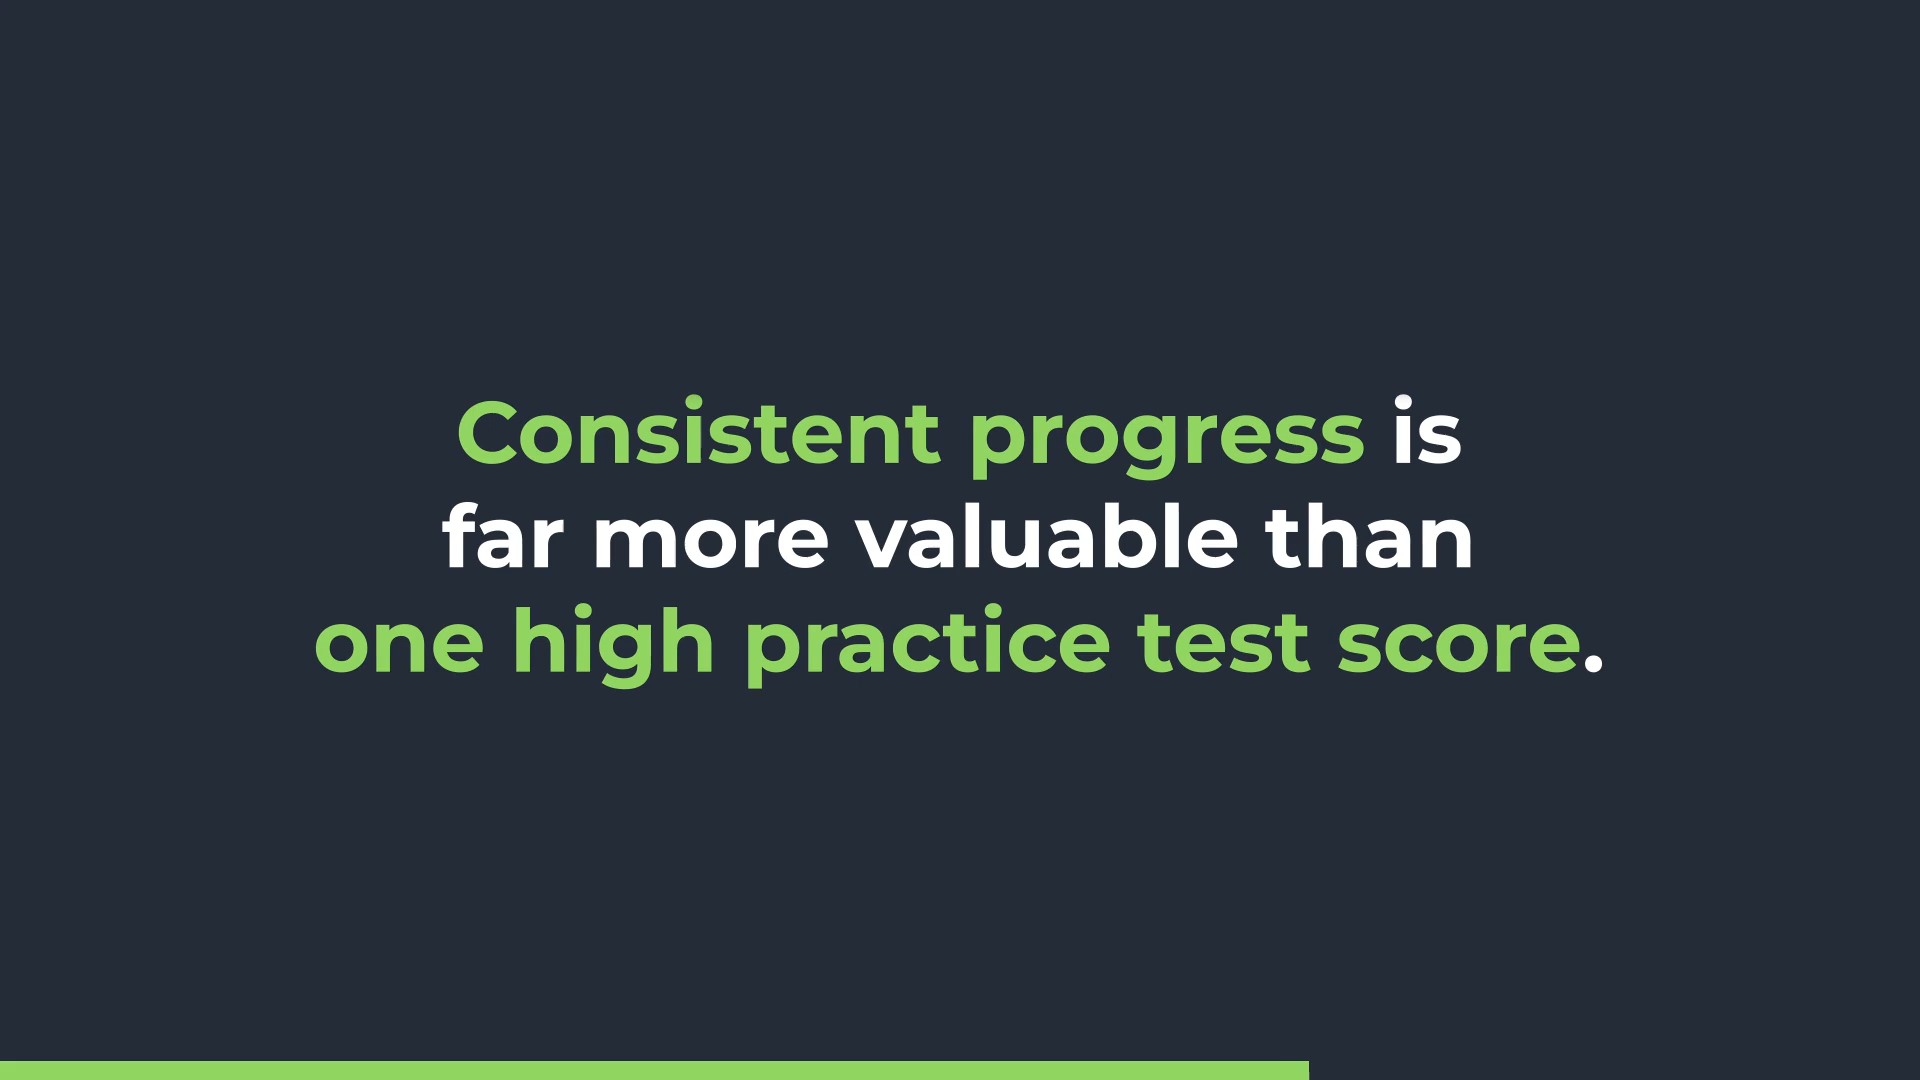 Consistent progress is
far more valuable than
one high practice test score.